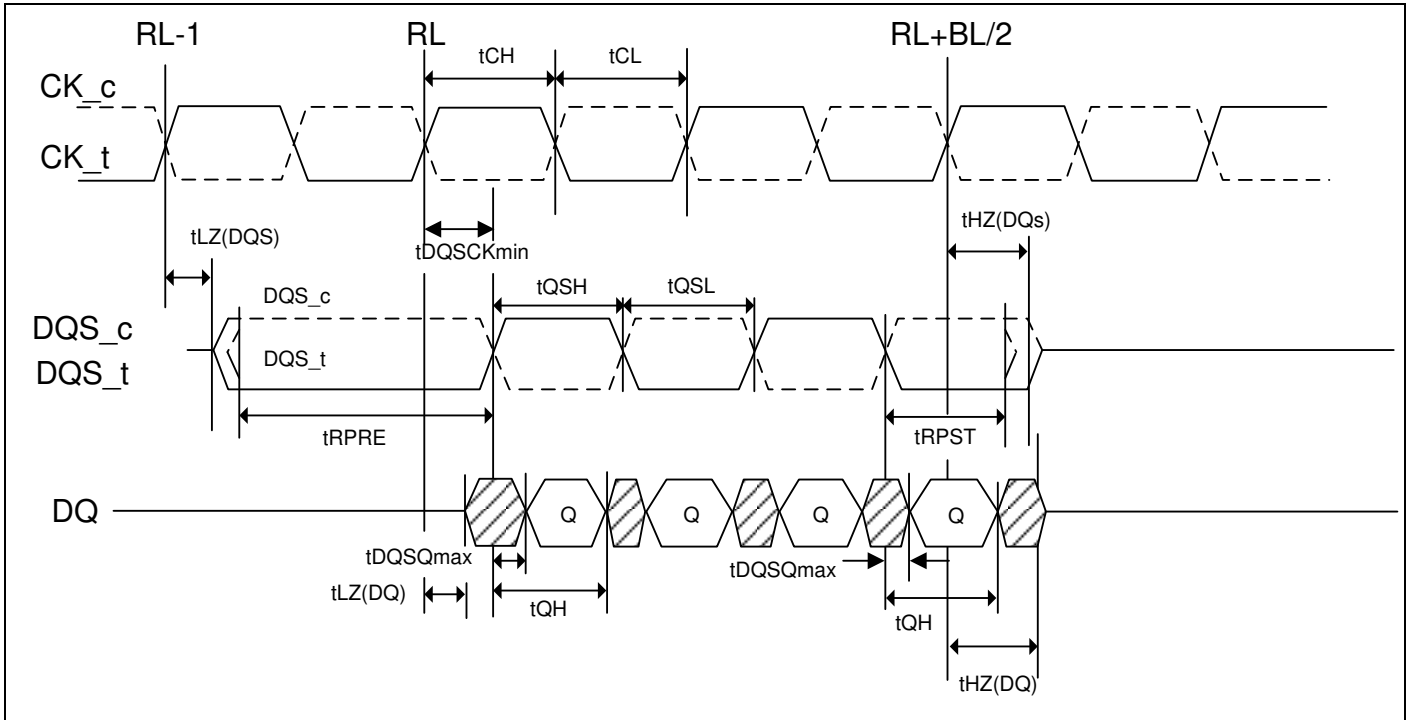 RL-1
RL
RL+BL/2
tCH
tCL
CK_c
CK_t
tLZ(DQS)
tHZ(DQs)
tDQSCKmin
tQSH
tQSL
DQS_c
DQS_c
DQS_t
DQS_t
tRPRE
tRPST
DQ
Q
Q
Q
Q
tDQSQmax
tDQSQmax
tLZ(DQ)
tQH
tQH
tHZ(DQ)